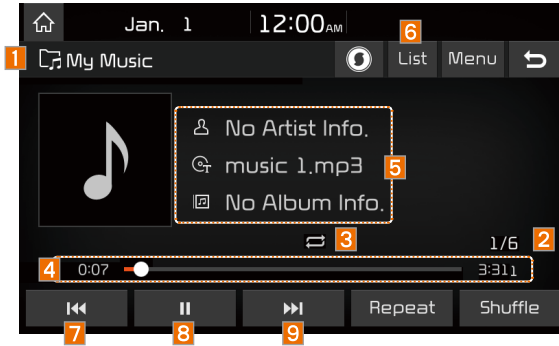 Jan. 1 12:00AM
6
1 My Music List Menu
No Artist Info.
music 1.mp3 5
No Album Info.
3 1/6 2
4 0:07 3:31
Repeat Shuffle
7 8 9